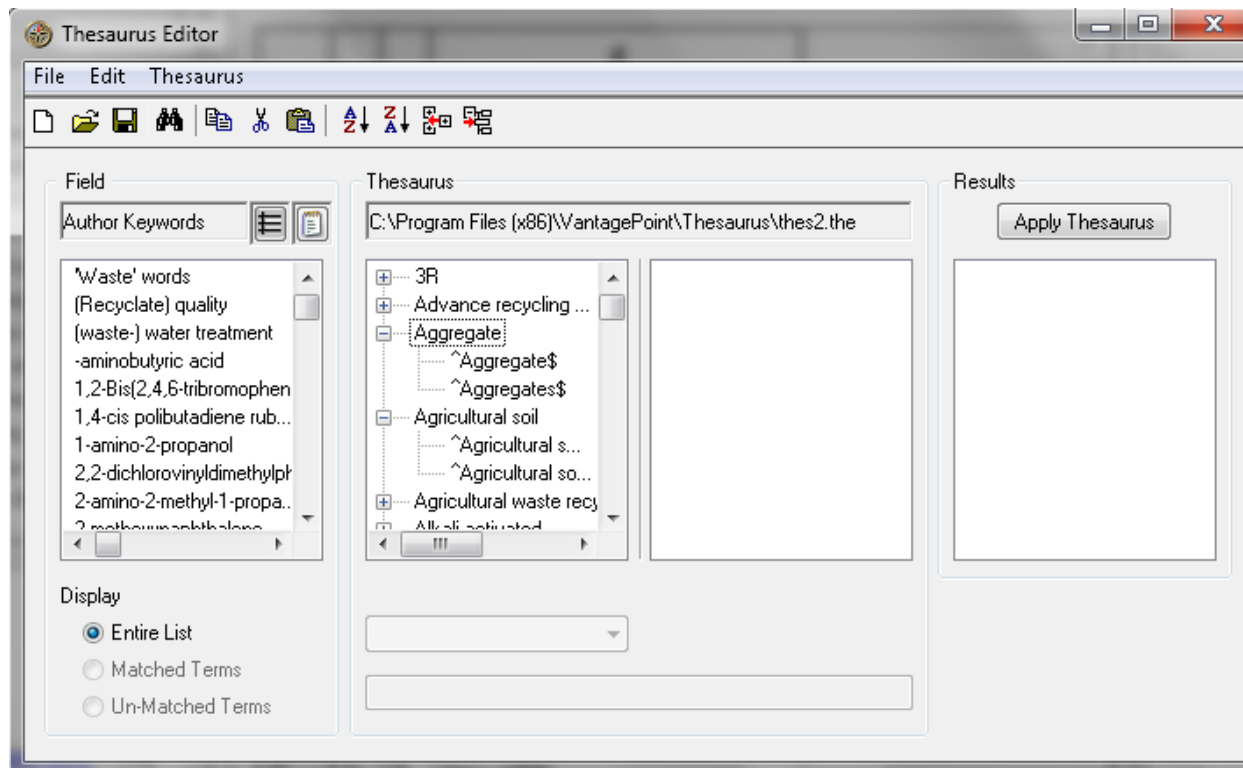 Thesaurus Editor
File Edit Thesaurus
Field
Author Keywords
'Waste' words
(Recyclate) quality
(waste-) water treatment
-aminobutyric acid
1,2-Bis(2,4,6-tribromophen
1,4-cis polibutadiene rub...
1-amino-2-propanol
2,2-dichlorovinyldimethylph
2-amino-2-methyl-1-propa...
Display
Entire List
Matched Terms
Un-Matched Terms
Thesaurus
C:\Program Files (x86)\VantagePoint\Thesaurus\thes2.the
3R
Advance recycling ...
Aggregate
^Aggregate$
^Aggregates$
Agricultural soil
^Agricultural s...
^Agricultural so...
Agricultural waste recy
Alkali activated
Results
Apply Thesaurus